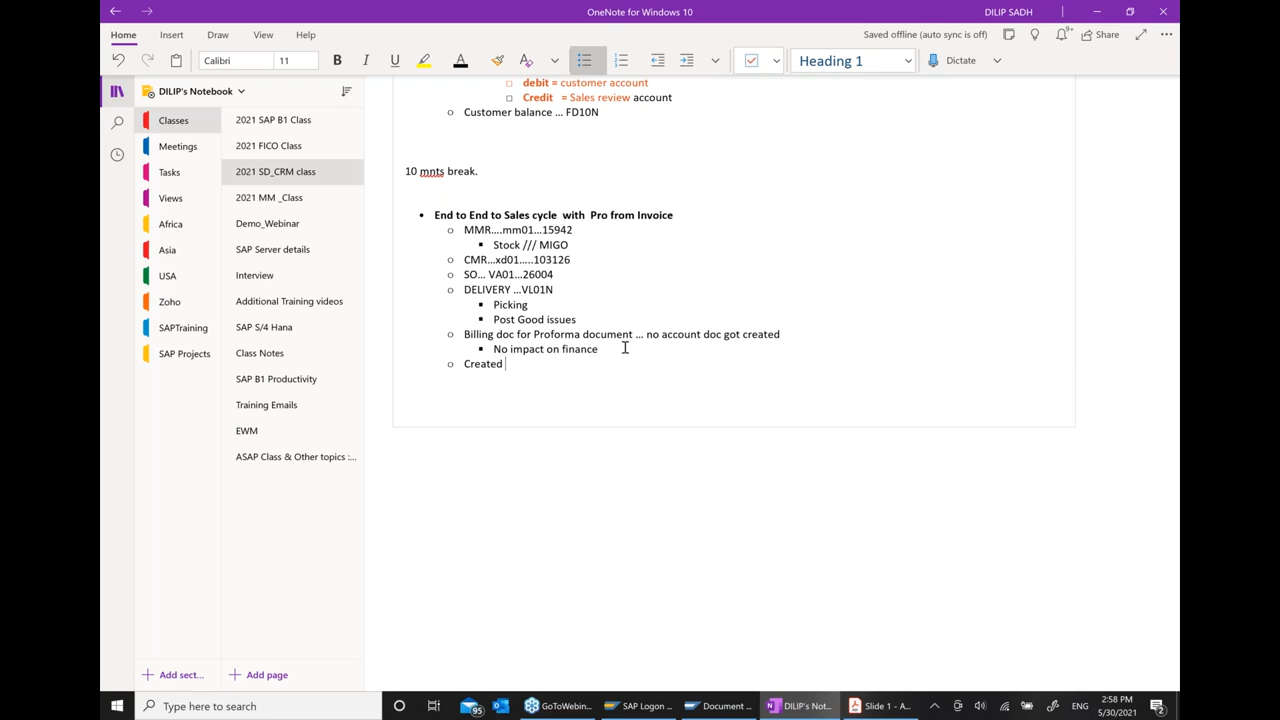 OneNote for Windows 10
DILIP SADH
Home
Insert
Draw
View
Help
Saved offline (auto sync is off)
9+
Share
Calibri
11
B
I
U
A
Heading 1
Dictate
DILIP's Notebook
Classes
Meetings
Tasks
Views
Africa
Asia
USA
Zoho
SAPTraining
SAP Projects
2021 SAP B1 Class
2021 FICO Class
2021 SD_CRM class
2021 MM _Class
Demo_Webinar
SAP Server details
Interview
Additional Training videos
SAP S/4 Hana
Class Notes
SAP B1 Productivity
Training Emails
EWM
ASAP Class & Other topics :...
Add sect...
Add page
debit = customer account
Credit = Sales review account
Customer balance ... FD10N
10 mnts break.
End to End to Sales cycle with Pro from Invoice
MMR....mm01...15942
Stock /// MIGO
CMR...xd01.....103126
SO... VA01...26004
DELIVERY ...VL01N
Picking
Post Good issues
Billing doc for Proforma document ... no account doc got created
No impact on finance
Created
Type here to search
95
GoToWebin...
SAP Logon ...
Document ...
DILIP's Not...
Slide 1 - A...
ENG
2:58 PM
5/30/2021
2